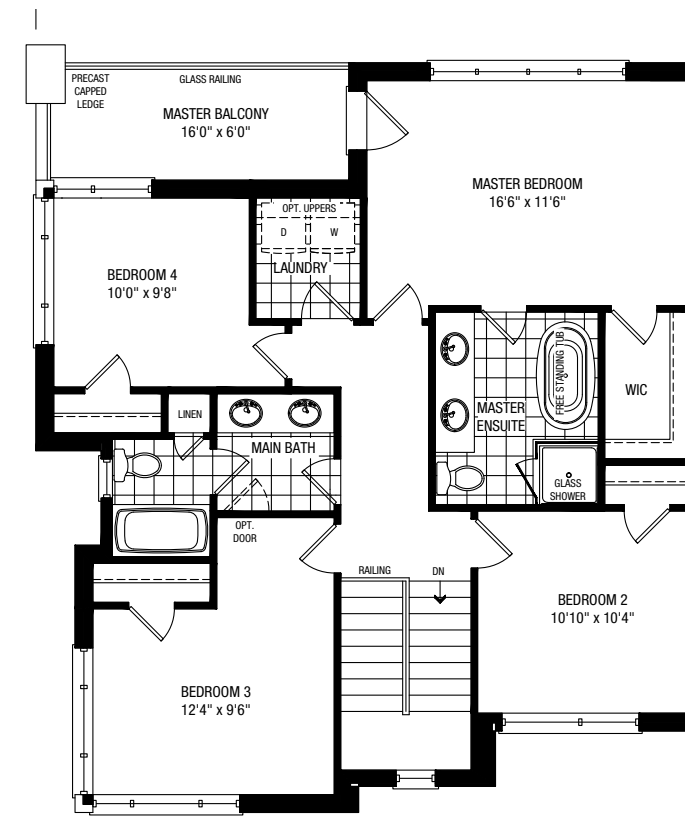 PRECAST
CAPPED
LEDGE
GLASS RAILING
MASTER BALCONY
16'0" x 6'0"
MASTER BEDROOM
16'6" x 11'6"
OPT. UPPERS
D
W
LAUNDRY
BEDROOM 4
10'0" x 9'8"
FREE STANDING TUB
WIC
LINEN
MASTER
ENSUITE
MAIN BATH
GLASS
SHOWER
OPT.
DOOR
RAILING
DN
BEDROOM 2
10'10" x 10'4"
BEDROOM 3
12'4" x 9'6"